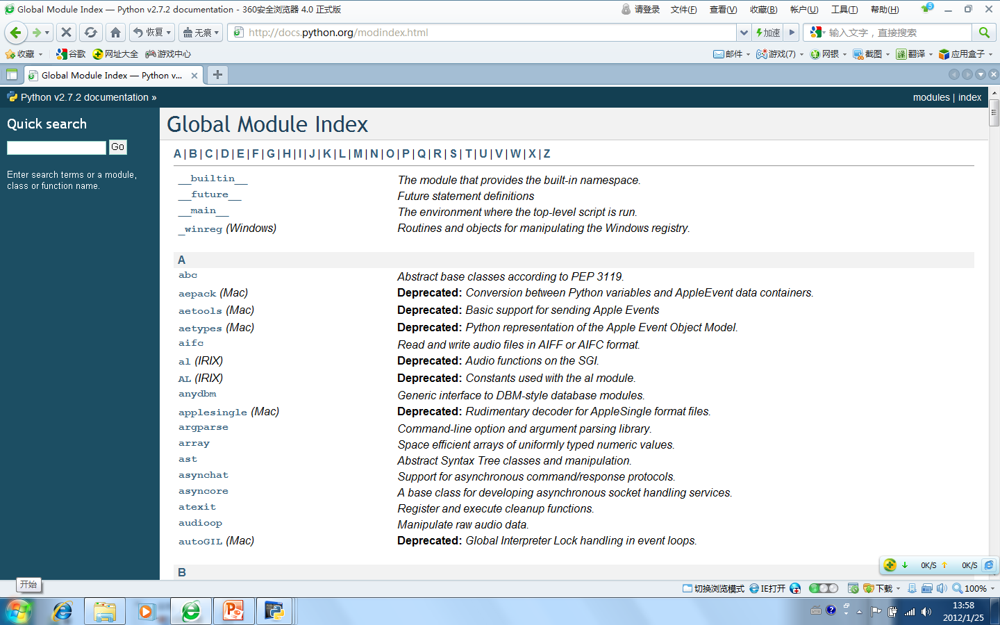 Global Module Index — Python v2.7.2 documentation - 360安全浏览器 4.0 正式版
请登录 文件(F) 查看(V) 收藏(B) 帐户(U) 工具(T) 帮助(H) 5
恢复 无痕 http://docs.python.org/modindex.html 加速 输入文字，直接搜索
收藏 谷歌 网址大全 游戏中心 邮件 游戏(7) 网银 截图 译 翻译 应用盒子
Global Module Index — Python v...
Python v2.7.2 documentation » modules | index
Quick search
Go
Enter search terms or a module,
class or function name.
Global Module Index
A | B | C | D | E | F | G | H | I | J | K | L | M | N | O | P | Q | R | S | T | U | V | W | X | Z
__builtin__ The module that provides the built-in namespace.
__future__ Future statement definitions
__main__ The environment where the top-level script is run.
_winreg (Windows) Routines and objects for manipulating the Windows registry.
A
abc Abstract base classes according to PEP 3119.
aepack (Mac) Deprecated: Conversion between Python variables and AppleEvent data containers.
aetools (Mac) Deprecated: Basic support for sending Apple Events
aetypes (Mac) Deprecated: Python representation of the Apple Event Object Model.
aifc Read and write audio files in AIFF or AIFC format.
al (IRIX) Deprecated: Audio functions on the SGI.
AL (IRIX) Deprecated: Constants used with the al module.
anydbm Generic interface to DBM-style database modules.
applesingle (Mac) Deprecated: Rudimentary decoder for AppleSingle format files.
argparse Command-line option and argument parsing library.
array Space efficient arrays of uniformly typed numeric values.
ast Abstract Syntax Tree classes and manipulation.
asynchat Support for asynchronous command/response protocols.
asyncore A base class for developing asynchronous socket handling services.
atexit Register and execute cleanup functions.
audioop Manipulate raw audio data.
autoGIL (Mac) Deprecated: Global Interpreter Lock handling in event loops.
B
0K/S 0K/S
开始
切换浏览模式 IE打开 下载 100%
13:58
2012/1/25